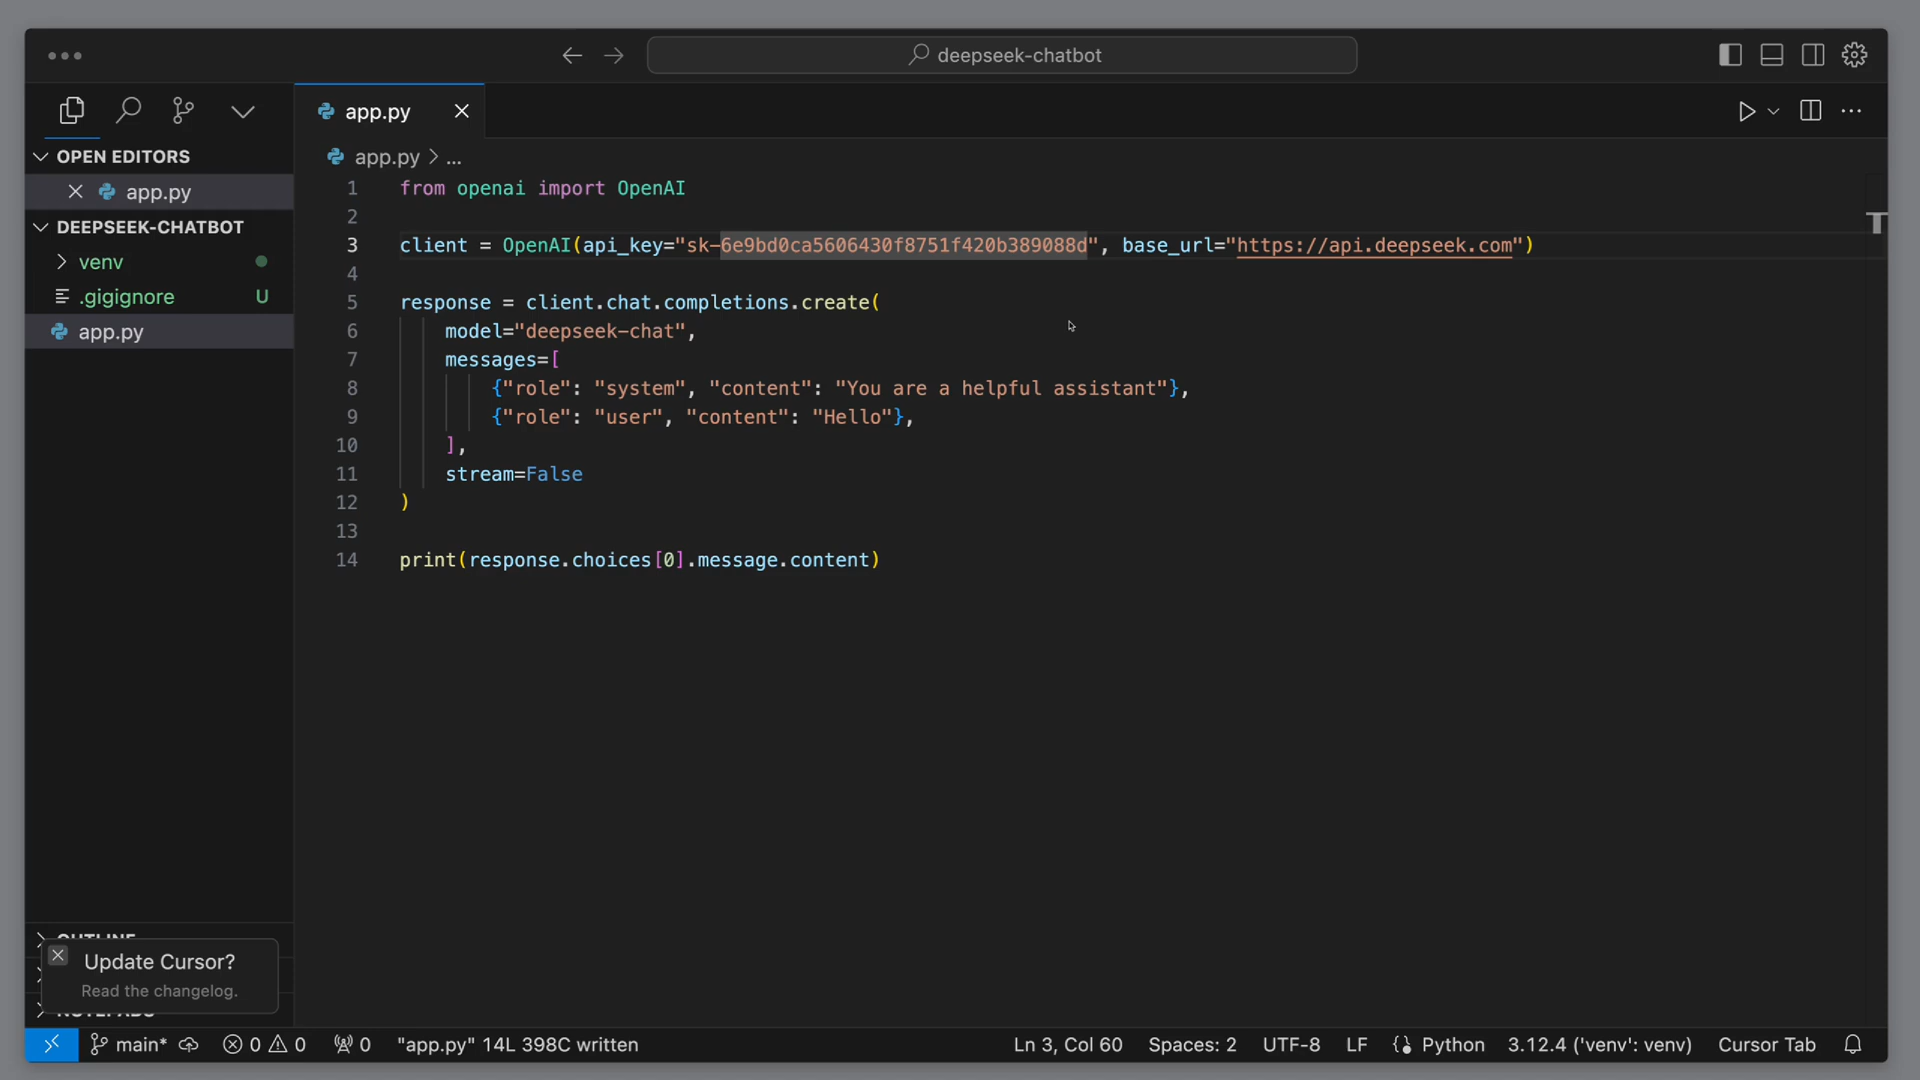 deepseek-chatbot
app.py
OPEN EDITORS
app.py
DEEPSEEK-CHATBOT
venv
.gigignore U
app.py
app.py > ...
1 from openai import OpenAI
2
3 client = OpenAI(api_key="sk-6e9bd0ca5606430f8751f420b389088d", base_url="https://api.deepseek.com")
4
5 response = client.chat.completions.create(
6 model="deepseek-chat",
7 messages=[
8 {"role": "system", "content": "You are a helpful assistant"},
9 {"role": "user", "content": "Hello"},
10 ],
11 stream=False
12 )
13
14 print(response.choices[0].message.content)
OUTLINE
Update Cursor?
Read the changelog.
NOTEPADS
main* 0 0 0 "app.py" 14L 398C written Ln 3, Col 60 Spaces: 2 UTF-8 LF Python 3.12.4 ('venv': venv) Cursor Tab